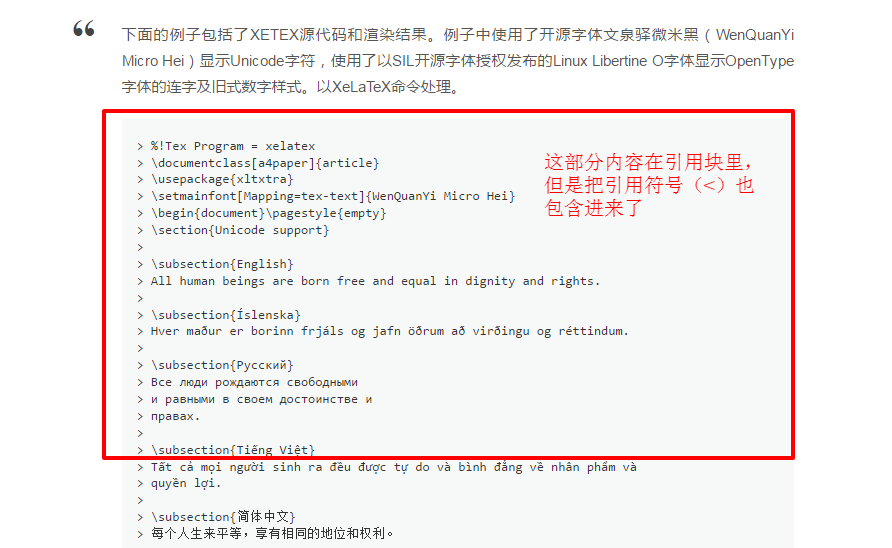 “
下面的例子包括了XETEX源代码和渲染结果。例子中使用了开源字体文泉驿微米黑（WenQuanYi
Micro Hei）显示Unicode字符，使用了以SIL开源字体授权发布的Linux Libertine O字体显示OpenType
字体的连字及旧式数字样式。以XeLaTeX命令处理。
> %!Tex Program = xelatex
> \documentclass[a4paper]{article}
> \usepackage{xltxtra}
> \setmainfont[Mapping=tex-text]{WenQuanYi Micro Hei}
> \begin{document}\pagestyle{empty}
> \section{Unicode support}
>
> \subsection{English}
> All human beings are born free and equal in dignity and rights.
>
> \subsection{Íslenska}
> Hver maður er borinn frjáls og jafn öðrum að virðingu og réttindum.
>
> \subsection{Русский}
> Все люди рождаются свободными
> и равными в своем достоинстве и
> правах.
>
> \subsection{Tiếng Việt}
> Tất cả mọi người sinh ra đều được tự do và bình đẳng về nhân phẩm và
> quyền lợi.
>
> \subsection{简体中文}
> 每个人生来平等，享有相同的地位和权利。
这部分内容在引用块里，
但是把引用符号（<）也
包含进来了